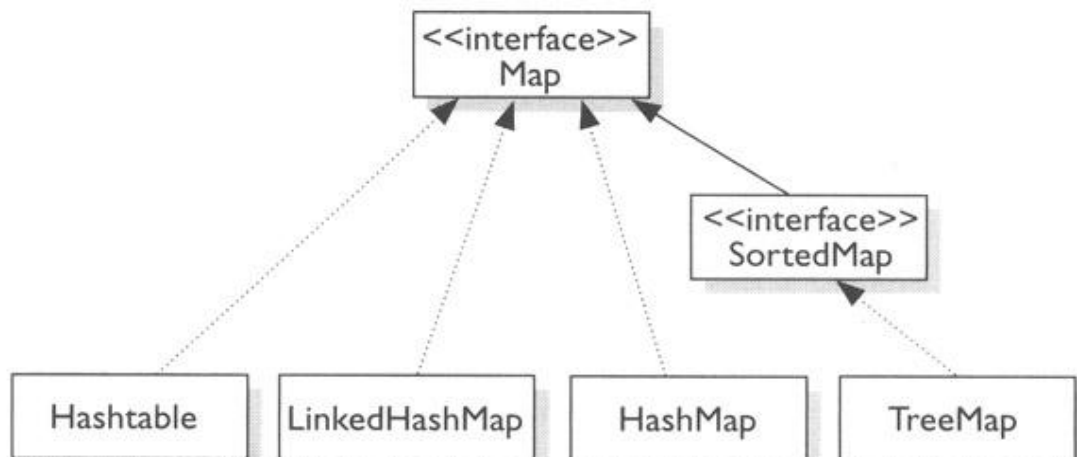 <<interface>>
Map
<<interface>>
SortedMap
Hashtable
LinkedHashMap
HashMap
TreeMap